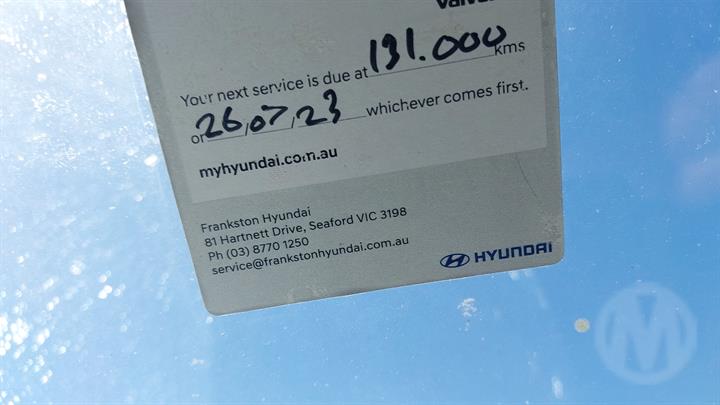 Your next service is due at 191.000 kms
or 26,07,23 whichever comes first.
myhyundai.com.au
Frankston Hyundai
81 Hartnett Drive, Seaford VIC 3198
Ph (03) 8770 1250
service@frankstonhyundai.com.au
HYUNDAI
M